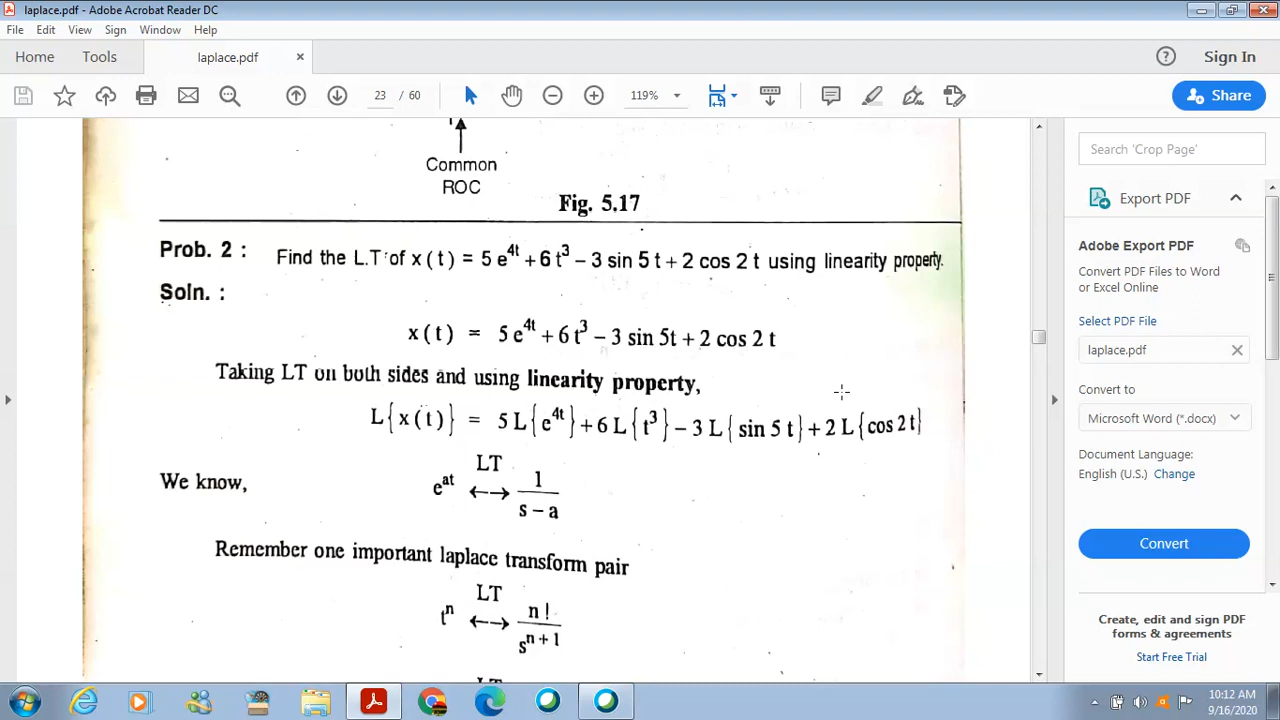 laplace.pdf - Adobe Acrobat Reader DC
File Edit View Sign Window Help
Home Tools laplace.pdf × ? Sign In
23 / 60 119% Share
Common
ROC
Fig. 5.17
Prob. 2 : Find the L.T of x ( t ) = 5 e^4t + 6 t^3 − 3 sin 5 t + 2 cos 2 t using linearity property.
Soln. :
x ( t ) = 5 e^4t + 6 t^3 − 3 sin 5t + 2 cos 2 t
Taking LT on both sides and using linearity property,
L { x ( t ) } = 5 L { e^4t } + 6 L { t^3 } − 3 L { sin 5 t } + 2 L { cos 2 t }
We know, e^at LT ↔ 1 / s − a
Remember one important laplace transform pair
t^n LT ↔ n ! / s^n + 1
LT
Search 'Crop Page'
Export PDF
Adobe Export PDF
Convert PDF Files to Word
or Excel Online
Select PDF File
laplace.pdf ×
Convert to
Microsoft Word (*.docx)
Document Language:
English (U.S.) Change
Convert
Create, edit and sign PDF
forms & agreements
Start Free Trial
10:12 AM
9/16/2020